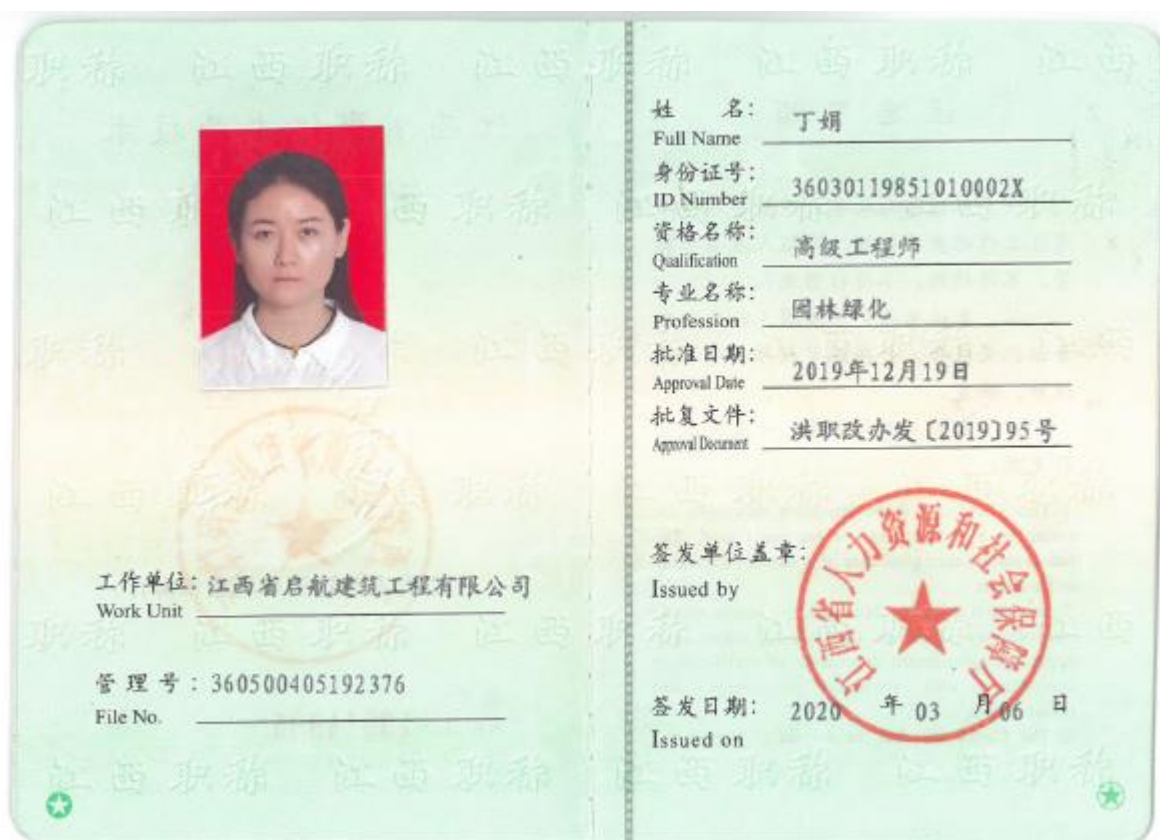 工作单位: 江西省启航建筑工程有限公司
Work Unit
管 理 号 : 360500405192376
File No.
姓 名: 丁娟
Full Name
身份证号: 36030119851010002X
ID Number
资格名称: 高级工程师
Qualification
专业名称: 园林绿化
Profession
批准日期: 2019年12月19日
Approval Date
批复文件: 洪职改办发〔2019〕95号
Approval Document
江西省人力资源和社会保障厅
签发单位盖章:
Issued by
签发日期: 2020 年 03 月 06 日
Issued on
江西职称